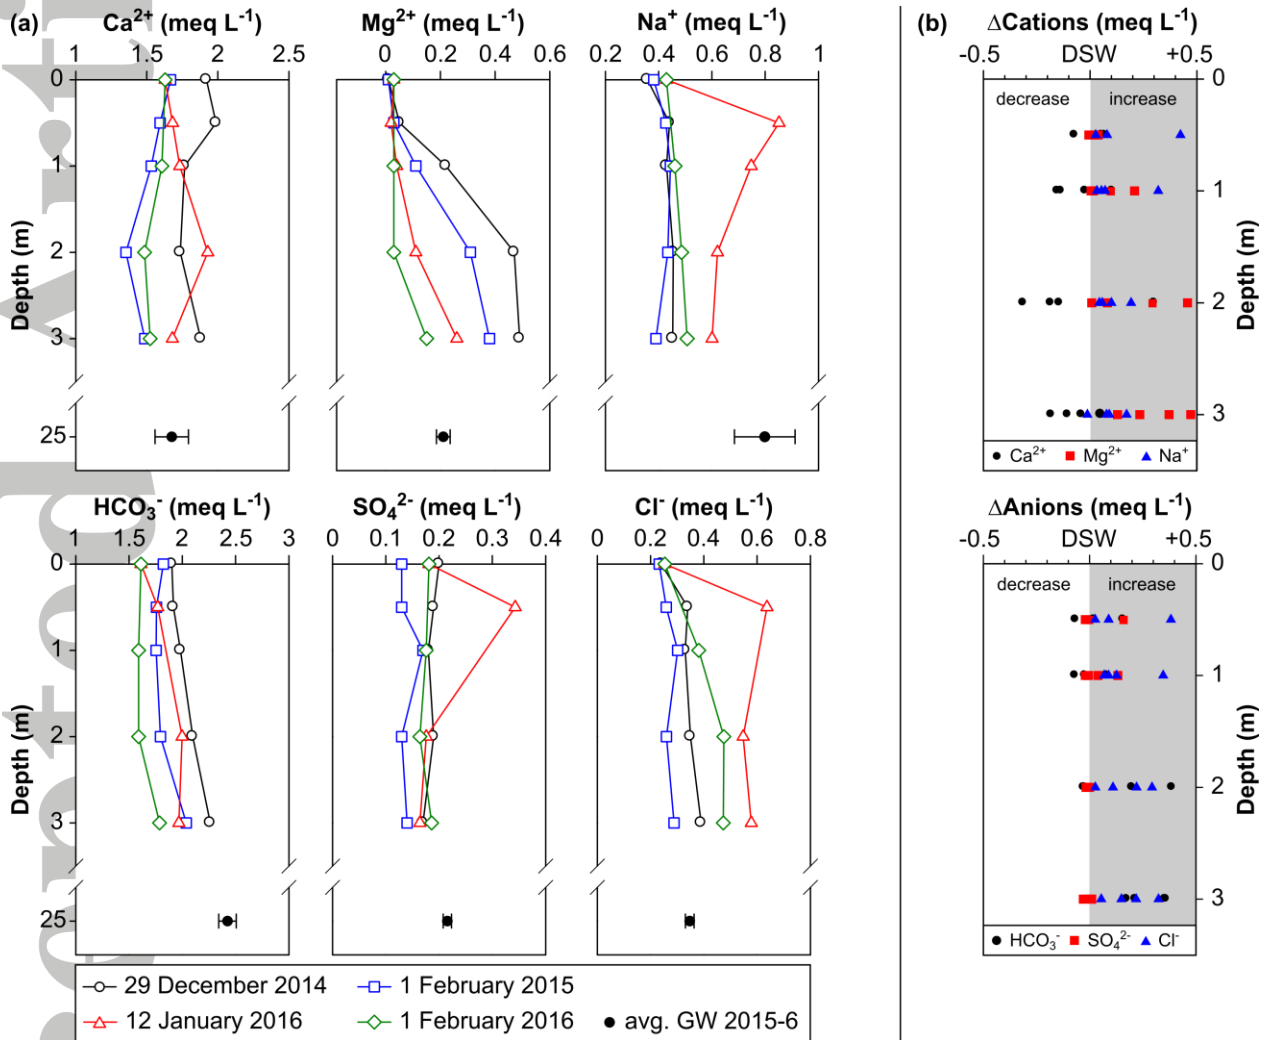 (a)
Ca²⁺ (meq L⁻¹)
Mg²⁺ (meq L⁻¹)
Na⁺ (meq L⁻¹)
1 1.5 2 2.5
0 0.2 0.4 0.6
0.2 0.4 0.6 0.8 1
0
1
2
3
25
Depth (m)
HCO₃⁻ (meq L⁻¹)
SO₄²⁻ (meq L⁻¹)
Cl⁻ (meq L⁻¹)
1 1.5 2 2.5 3
0 0.1 0.2 0.3 0.4
0 0.2 0.4 0.6 0.8
0
1
2
3
25
Depth (m)
29 December 2014
1 February 2015
12 January 2016
1 February 2016
avg. GW 2015-6
(b)
ΔCations (meq L⁻¹)
-0.5 DSW +0.5
decrease increase
0
1
2
3
Depth (m)
Ca²⁺ Mg²⁺ Na⁺
ΔAnions (meq L⁻¹)
-0.5 DSW +0.5
decrease increase
0
1
2
3
Depth (m)
HCO₃⁻ SO₄²⁻ Cl⁻